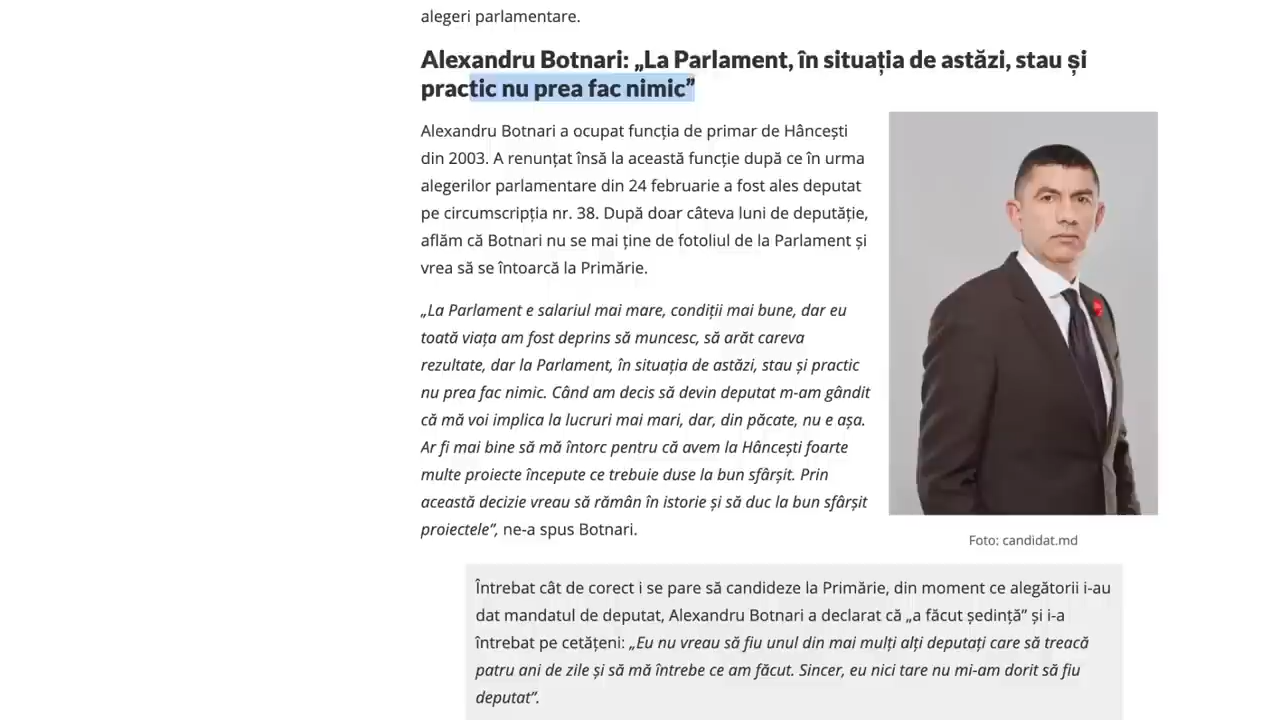 alegeri parlamentare.
Alexandru Botnari: „La Parlament, în situația de astăzi, stau și
practic nu prea fac nimic”
Alexandru Botnari a ocupat funcția de primar de Hâncești
din 2003. A renunțat însă la această funcție după ce în urma
alegerilor parlamentare din 24 februarie a fost ales deputat
pe circumscripția nr. 38. După doar câteva luni de deputăție,
aflăm că Botnari nu se mai ține de fotoliul de la Parlament și
vrea să se întoarcă la Primărie.
„La Parlament e salariul mai mare, condiții mai bune, dar eu
toată viața am fost deprins să muncesc, să arăt careva
rezultate, dar la Parlament, în situația de astăzi, stau și practic
nu prea fac nimic. Când am decis să devin deputat m-am gândit
că mă voi implica la lucruri mai mari, dar, din păcate, nu e așa.
Ar fi mai bine să mă întorc pentru că avem la Hâncești foarte
multe proiecte începute ce trebuie duse la bun sfârșit. Prin
această decizie vreau să rămân în istorie și să duc la bun sfârșit
proiectele”, ne-a spus Botnari.
Foto: candidat.md
Întrebat cât de corect i se pare să candideze la Primărie, din moment ce alegătorii i-au
dat mandatul de deputat, Alexandru Botnari a declarat că „a făcut ședință” și i-a
întrebat pe cetățeni: „Eu nu vreau să fiu unul din mai mulți alți deputați care să treacă
patru ani de zile și să mă întrebe ce am făcut. Sincer, eu nici tare nu mi-am dorit să fiu
deputat”.